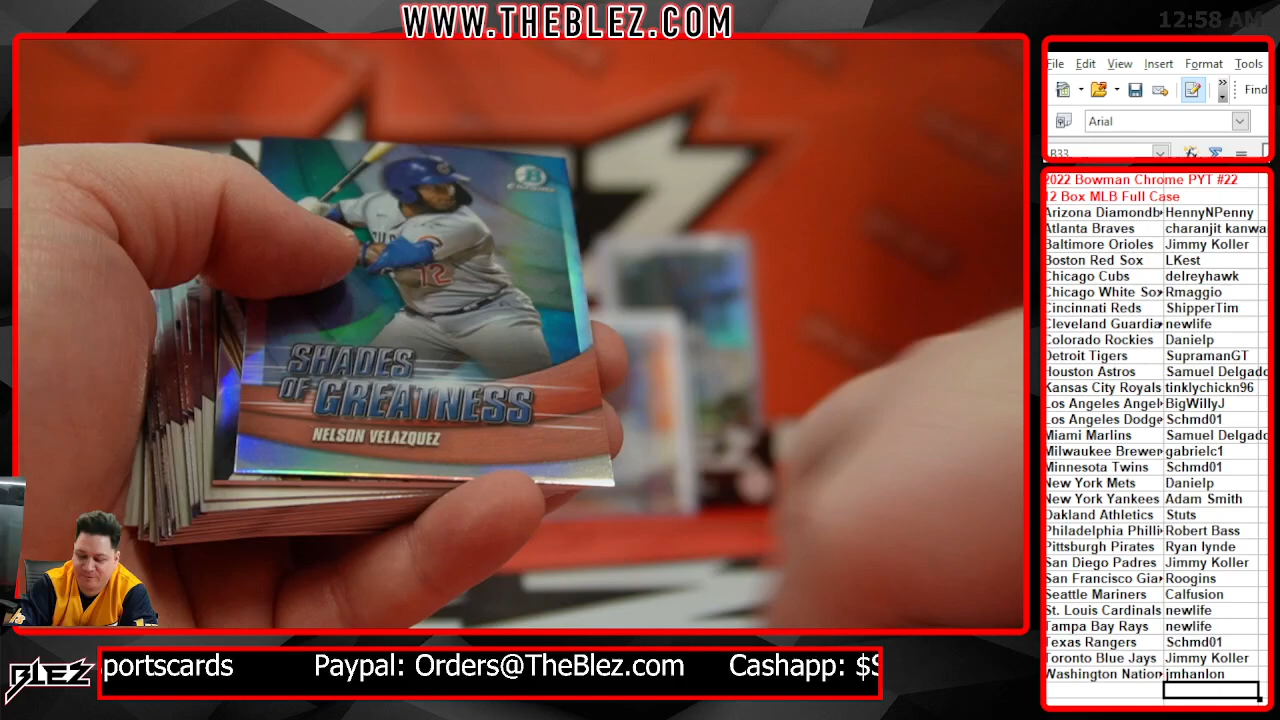 WWW.THEBLEZ.COM
12:58 AM
File Edit View Insert Format Tools
Find
Arial
B33
2022 Bowman Chrome PYT #22
12 Box MLB Full Case
Arizona Diamondb HennyNPenny
Atlanta Braves charanjit kanwa
Baltimore Orioles Jimmy Koller
Boston Red Sox LKest
Chicago Cubs delreyhawk
Chicago White Sox Rmaggio
Cincinnati Reds ShipperTim
Cleveland Guardia newlife
Colorado Rockies Danielp
Detroit Tigers SupramanGT
Houston Astros Samuel Delgado
Kansas City Royals tinklychickn96
Los Angeles Angel BigWillyJ
Los Angeles Dodge Schmd01
Miami Marlins Samuel Delgado
Milwaukee Brewer gabrielc1
Minnesota Twins Schmd01
New York Mets Danielp
New York Yankees Adam Smith
Oakland Athletics Stuts
Philadelphia Philli Robert Bass
Pittsburgh Pirates Ryan lynde
San Diego Padres Jimmy Koller
San Francisco Gia Roogins
Seattle Mariners Calfusion
St. Louis Cardinals newlife
Tampa Bay Rays newlife
Texas Rangers Schmd01
Toronto Blue Jays Jimmy Koller
Washington Nation jmhanlon
B
CHROME
12
SHADES
OF GREATNESS
NELSON VELAZQUEZ
BLEZ
portscards Paypal: Orders@TheBlez.com Cashapp: $S